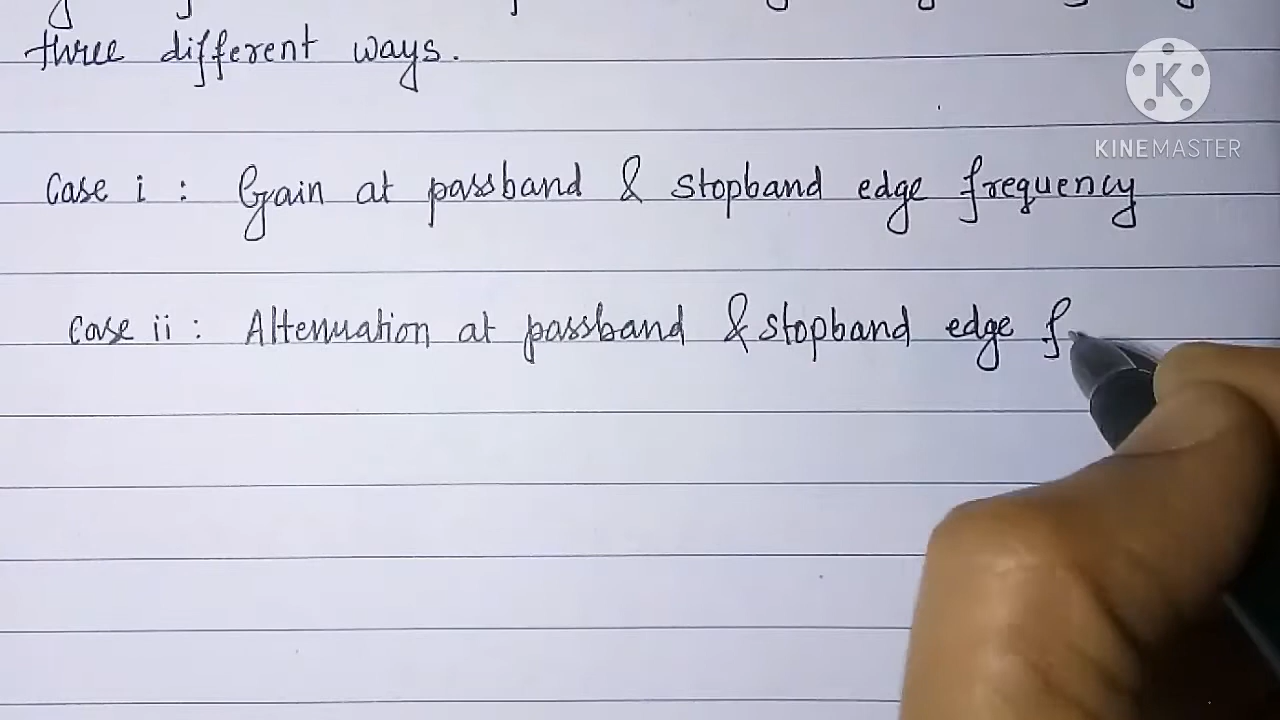 three different ways.
K
KINEMASTER
Case i : Gain at passband & stopband edge frequency
Case ii : Attenuation at passband & stopband edge f